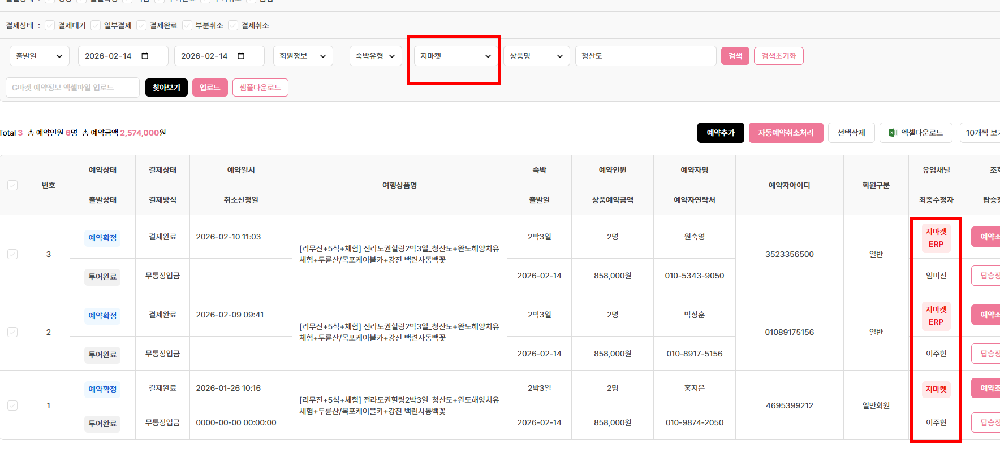 결제상태 : 결제대기 일부결제 결제완료 부분취소 결제취소
출발일 2026-02-14 2026-02-14 회원정보 숙박유형 지마켓 상품명 청산도 검색 검색초기화
G마켓 예약정보 엑셀파일 업로드 찾아보기 업로드 샘플다운로드
Total 3 총 예약인원 6명 총 예약금액 2,574,000원 예약추가 자동예약취소처리 선택삭제 엑셀다운로드 10개씩 보기
번호 예약상태 결제상태 예약일시 여행상품명 숙박 예약인원 예약자명 예약자아이디 회원구분 유입채널
출발상태 결제방식 취소신청일 출발일 상품예약금액 예약자연락처 최종수정자
3 예약확정 결제완료 2026-02-10 11:03 2박3일 2명 원숙영 3523356500 일반 지마켓
ERP
[리무진+5식+체험] 전라도권힐링2박3일_청산도+완도해양치유
체험+두륜산/목포케이블카+강진 백련사동백꽃
투어완료 무통장입금 2026-02-14 858,000원 010-5343-9050 임미진
2 예약확정 결제완료 2026-02-09 09:41 2박3일 2명 박상훈 01089175156 일반 지마켓
ERP
[리무진+5식+체험] 전라도권힐링2박3일_청산도+완도해양치유
체험+두륜산/목포케이블카+강진 백련사동백꽃
투어완료 무통장입금 2026-02-14 858,000원 010-8917-5156 이주현
1 예약확정 결제완료 2026-01-26 10:16 2박3일 2명 홍지은 4695399212 일반회원 지마켓
[리무진+5식+체험] 전라도권힐링2박3일_청산도+완도해양치유
체험+두륜산/목포케이블카+강진 백련사동백꽃
투어완료 무통장입금 0000-00-00 00:00:00 2026-02-14 858,000원 010-9874-2050 이주현